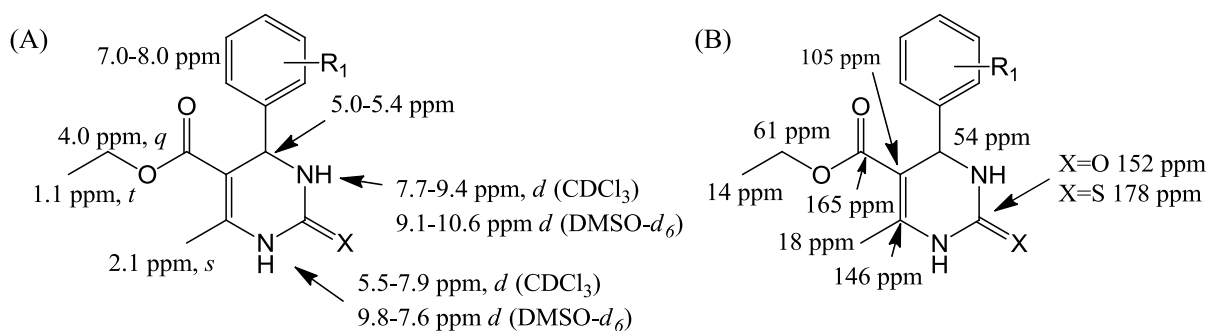 (A)
7.0-8.0 ppm
R₁
5.0-5.4 ppm
O
4.0 ppm, q
O
1.1 ppm, t
NH
7.7-9.4 ppm, d (CDCl₃)
9.1-10.6 ppm d (DMSO-d₆)
N
H
X
2.1 ppm, s
5.5-7.9 ppm, d (CDCl₃)
9.8-7.6 ppm d (DMSO-d₆)
(B)
105 ppm
R₁
O
61 ppm
54 ppm
O
14 ppm
165 ppm
NH
X=O 152 ppm
X=S 178 ppm
18 ppm
N
H
X
146 ppm